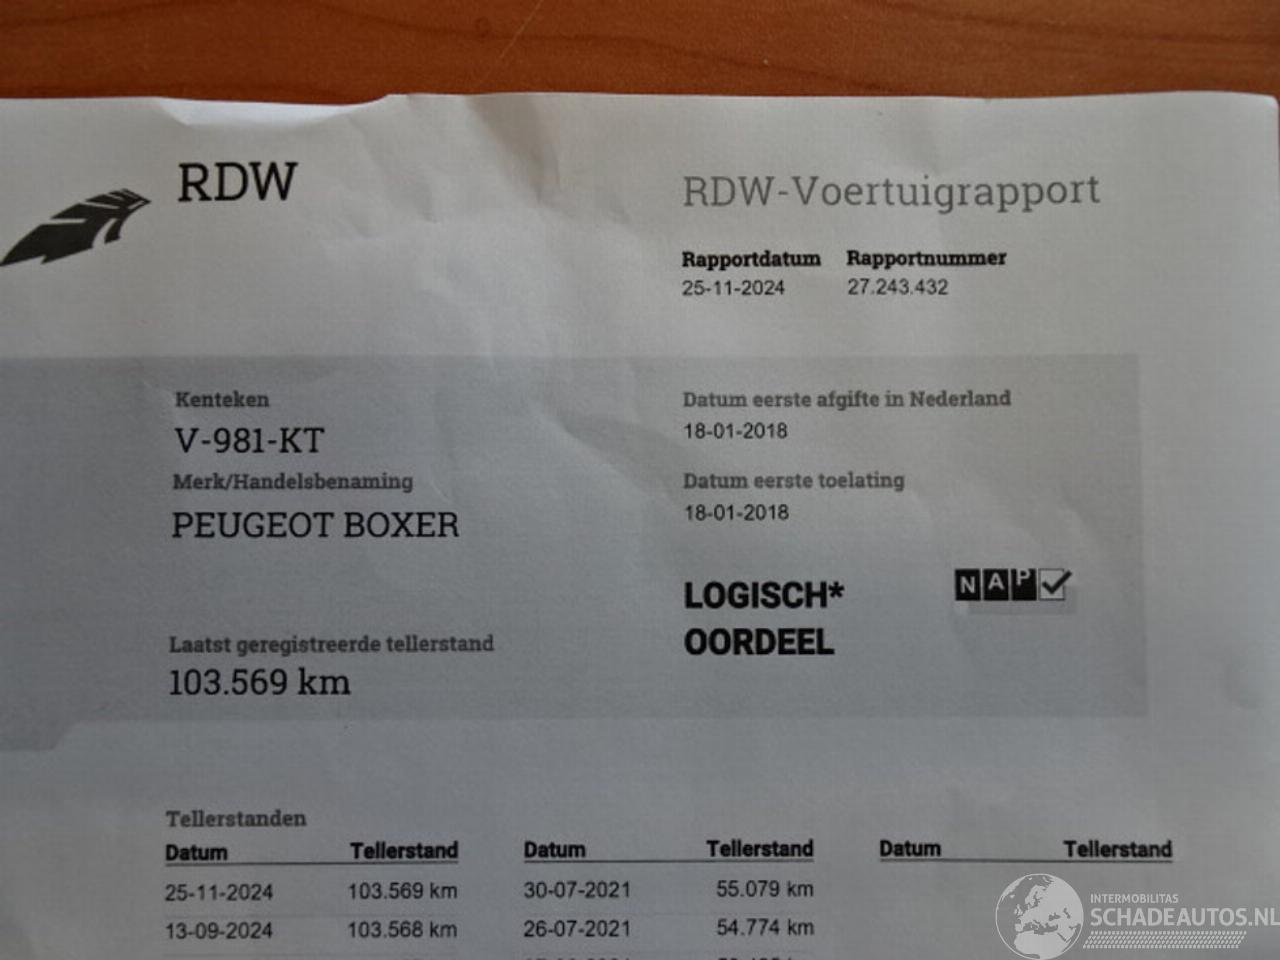 RDW
RDW-Voertuigrapport
Rapportdatum Rapportnummer
25-11-2024 27.243.432
Kenteken
V-981-KT
Merk/Handelsbenaming
PEUGEOT BOXER
Laatst geregistreerde tellerstand
103.569 km
Datum eerste afgifte in Nederland
18-01-2018
Datum eerste toelating
18-01-2018
LOGISCH*
OORDEEL
NAP
Tellerstanden
Datum Tellerstand Datum Tellerstand Datum Tellerstand
25-11-2024 103.569 km 30-07-2021 55.079 km
13-09-2024 103.568 km 26-07-2021 54.774 km
INTERMOBILITAS
SCHADEAUTOS.NL